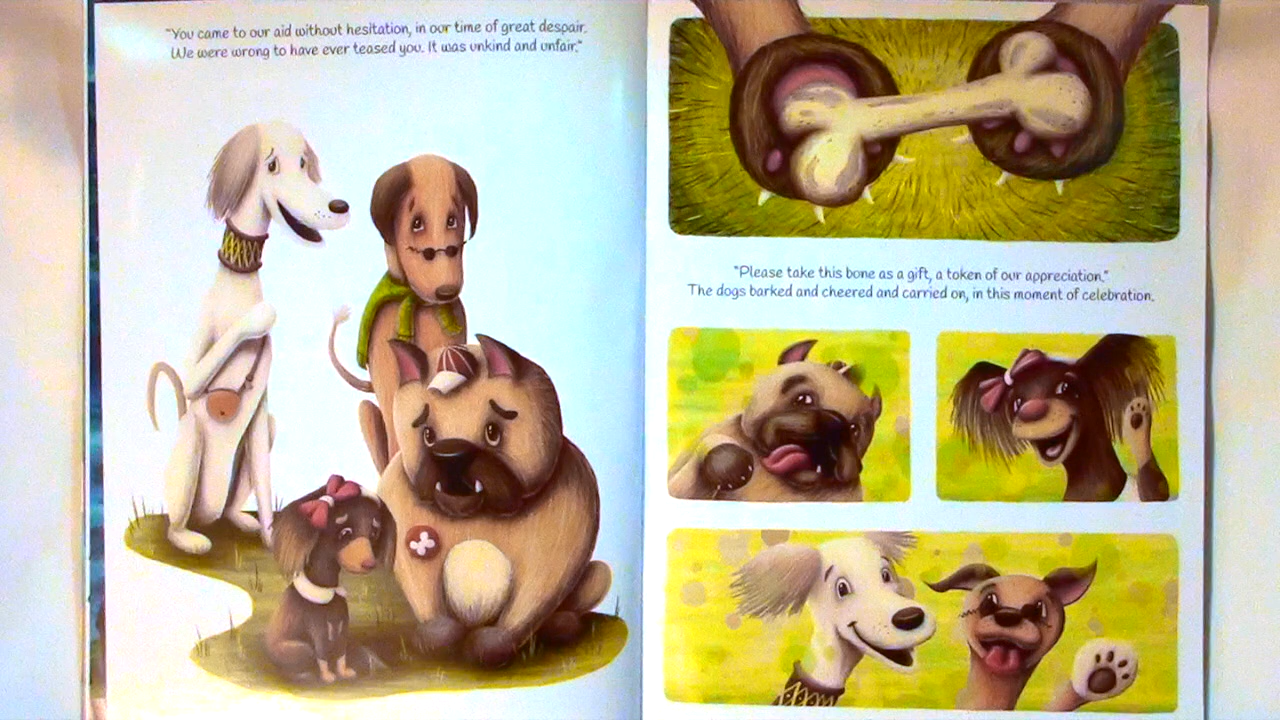 "You came to our aid without hesitation, in our time of great despair.
We were wrong to have ever teased you. It was unkind and unfair."
"Please take this bone as a gift, a token of our appreciation."
The dogs barked and cheered and carried on, in this moment of celebration.